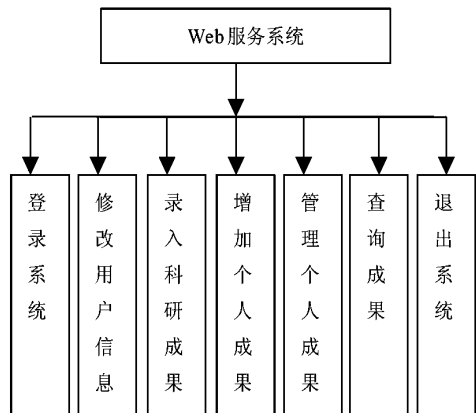 Web服务系统
登录系统
修改用户信息
录入科研成果
增加个人成果
管理个人成果
查询成果
退出系统